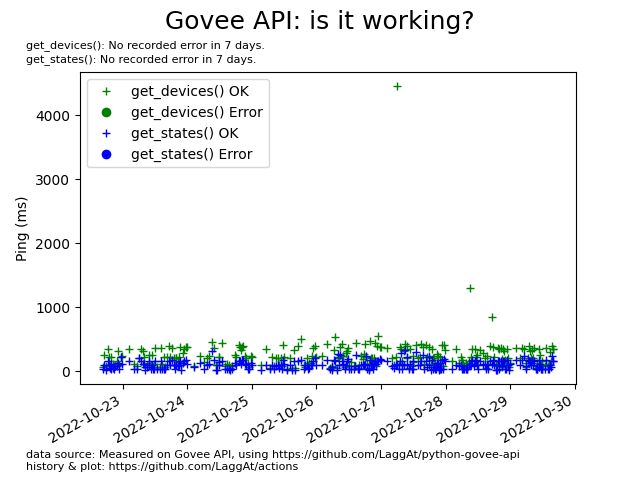 Govee API: is it working?
get_devices(): No recorded error in 7 days.
get_states(): No recorded error in 7 days.
get_devices() OK
get_devices() Error
get_states() OK
get_states() Error
Ping (ms)
4000
3000
2000
1000
0
2022-10-23
2022-10-24
2022-10-25
2022-10-26
2022-10-27
2022-10-28
2022-10-29
2022-10-30
data source: Measured on Govee API, using https://github.com/LaggAt/python-govee-api
history & plot: https://github.com/LaggAt/actions